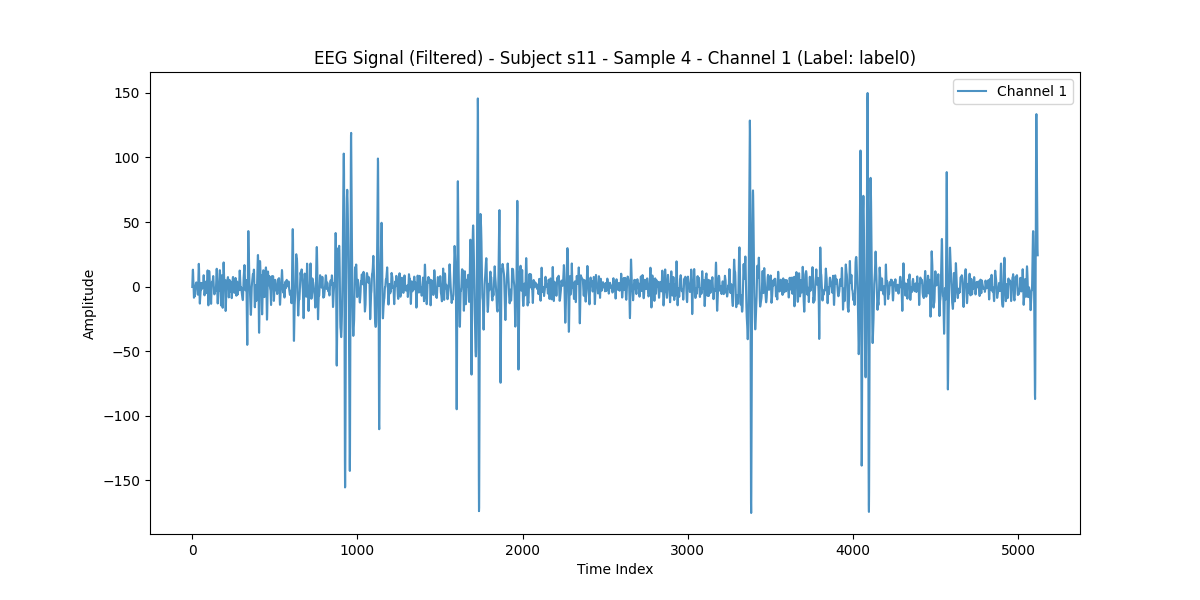 EEG Signal (Filtered) - Subject s11 - Sample 4 - Channel 1 (Label: label0)
Channel 1
150
100
50
0
−50
−100
−150
Amplitude
0 1000 2000 3000 4000 5000
Time Index